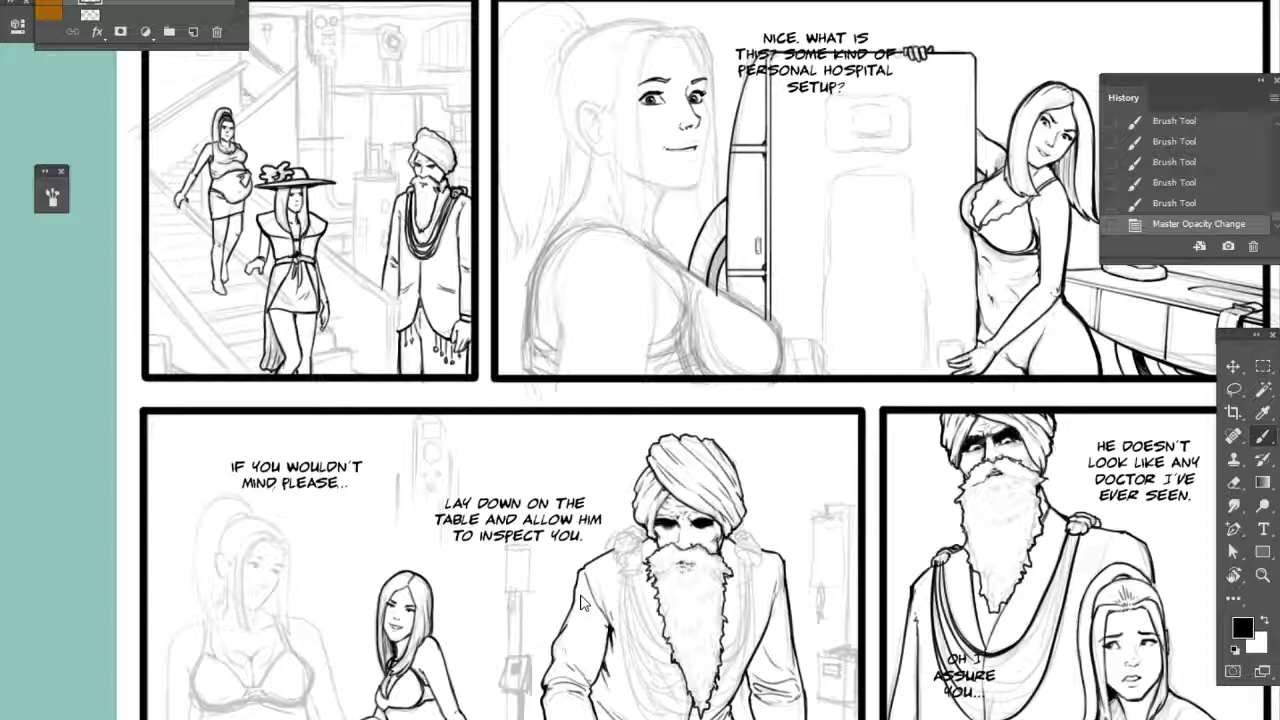 NICE. WHAT IS
THIS? SOME KIND OF
PERSONAL HOSPITAL
SETUP?
History
Brush Tool
Brush Tool
Brush Tool
Brush Tool
Brush Tool
Master Opacity Change
IF YOU WOULDN'T
MIND, PLEASE...
LAY DOWN ON THE
TABLE AND ALLOW HIM
TO INSPECT YOU.
HE DOESN'T
LOOK LIKE ANY
DOCTOR I'VE
EVER SEEN.
OH I
ASSURE
YOU...